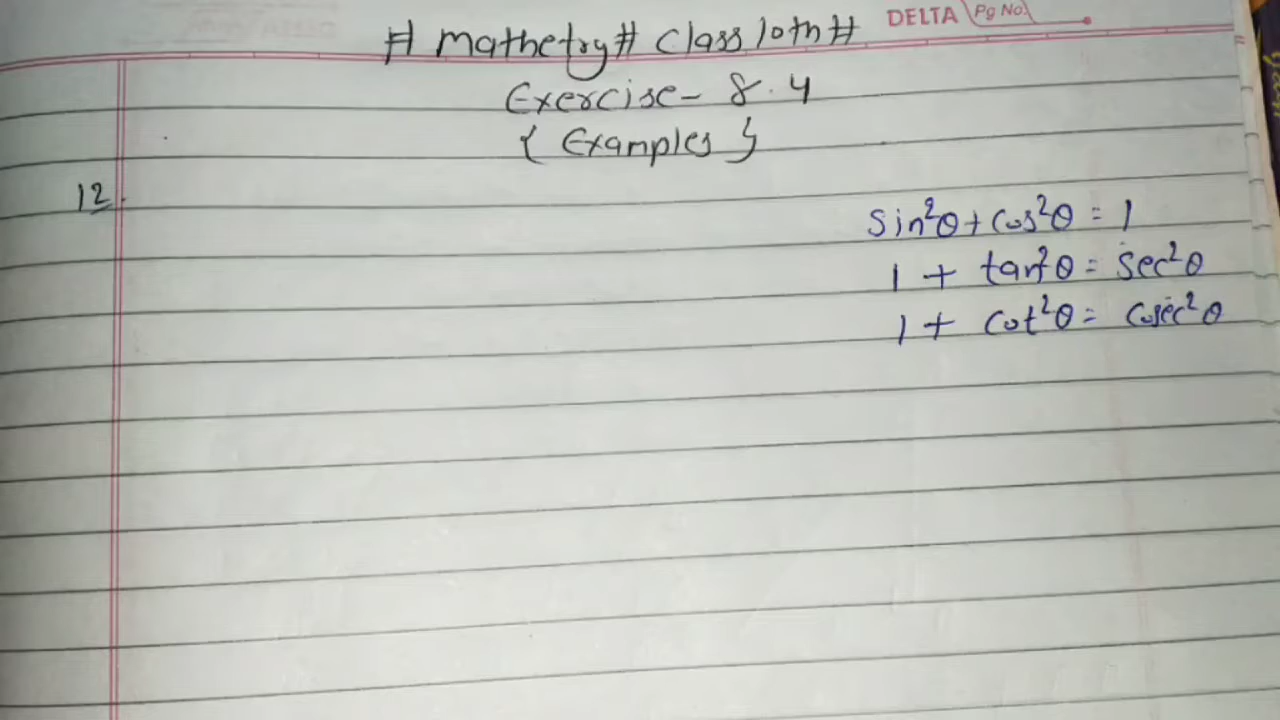 DELTA Pg No.
# Mathetry # Class 10th #
Exercise - 8.4
{ Examples }
12.
Sin²θ + Cos²θ = 1
1 + tan²θ = Sec²θ
1 + Cot²θ = Cosec²θ